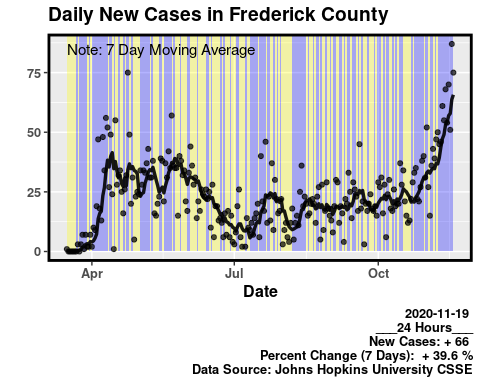 Daily New Cases in Frederick County
Note: 7 Day Moving Average
75
50
25
0
Apr
Jul
Oct
Date
2020-11-19
___24 Hours___
New Cases: + 66
Percent Change (7 Days):  + 39.6 %
Data Source: Johns Hopkins University CSSE